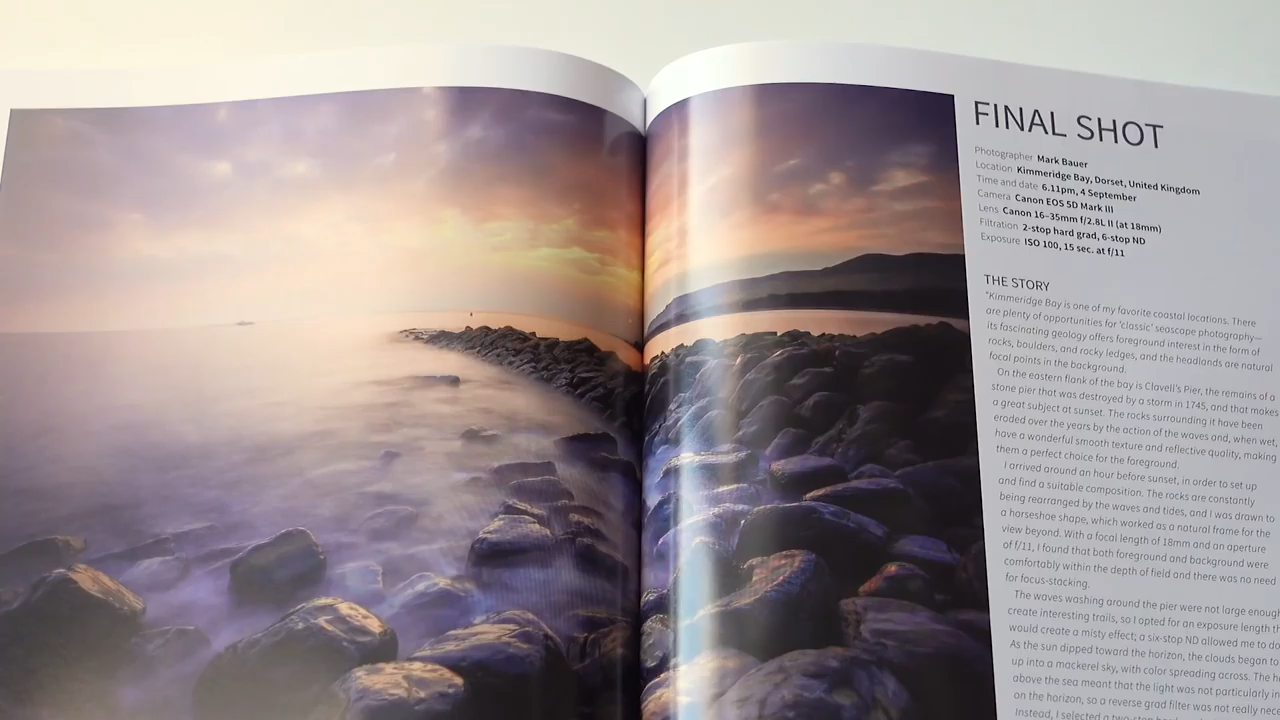 FINAL SHOT
Photographer Mark Bauer
Location Kimmeridge Bay, Dorset, United Kingdom
Time and date 6.11pm, 4 September
Camera Canon EOS 5D Mark III
Lens Canon 16–35mm f/2.8L II (at 18mm)
Filtration 2-stop hard grad, 6-stop ND
Exposure ISO 100, 15 sec. at f/11
THE STORY
"Kimmeridge Bay is one of my favorite coastal locations. There
are plenty of opportunities for 'classic' seascape photography—
its fascinating geology offers foreground interest in the form of
rocks, boulders, and rocky ledges, and the headlands are natural
focal points in the background.
On the eastern flank of the bay is Clavell's Pier, the remains of a
stone pier that was destroyed by a storm in 1745, and that makes
a great subject at sunset. The rocks surrounding it have been
eroded over the years by the action of the waves and, when wet,
have a wonderful smooth texture and reflective quality, making
them a perfect choice for the foreground.
I arrived around an hour before sunset, in order to set up
and find a suitable composition. The rocks are constantly
being rearranged by the waves and tides, and I was drawn to
a horseshoe shape, which worked as a natural frame for the
view beyond. With a focal length of 18mm and an aperture
of f/11, I found that both foreground and background were
comfortably within the depth of field and there was no need
for focus-stacking.
The waves washing around the pier were not large enough
create interesting trails, so I opted for an exposure length th
would create a misty effect; a six-stop ND allowed me to do
As the sun dipped toward the horizon, the clouds began to
up into a mackerel sky, with color spreading across. The h
above the sea meant that the light was not particularly in
on the horizon, so a reverse grad filter was not really nece
Instead, I selected a two-stop